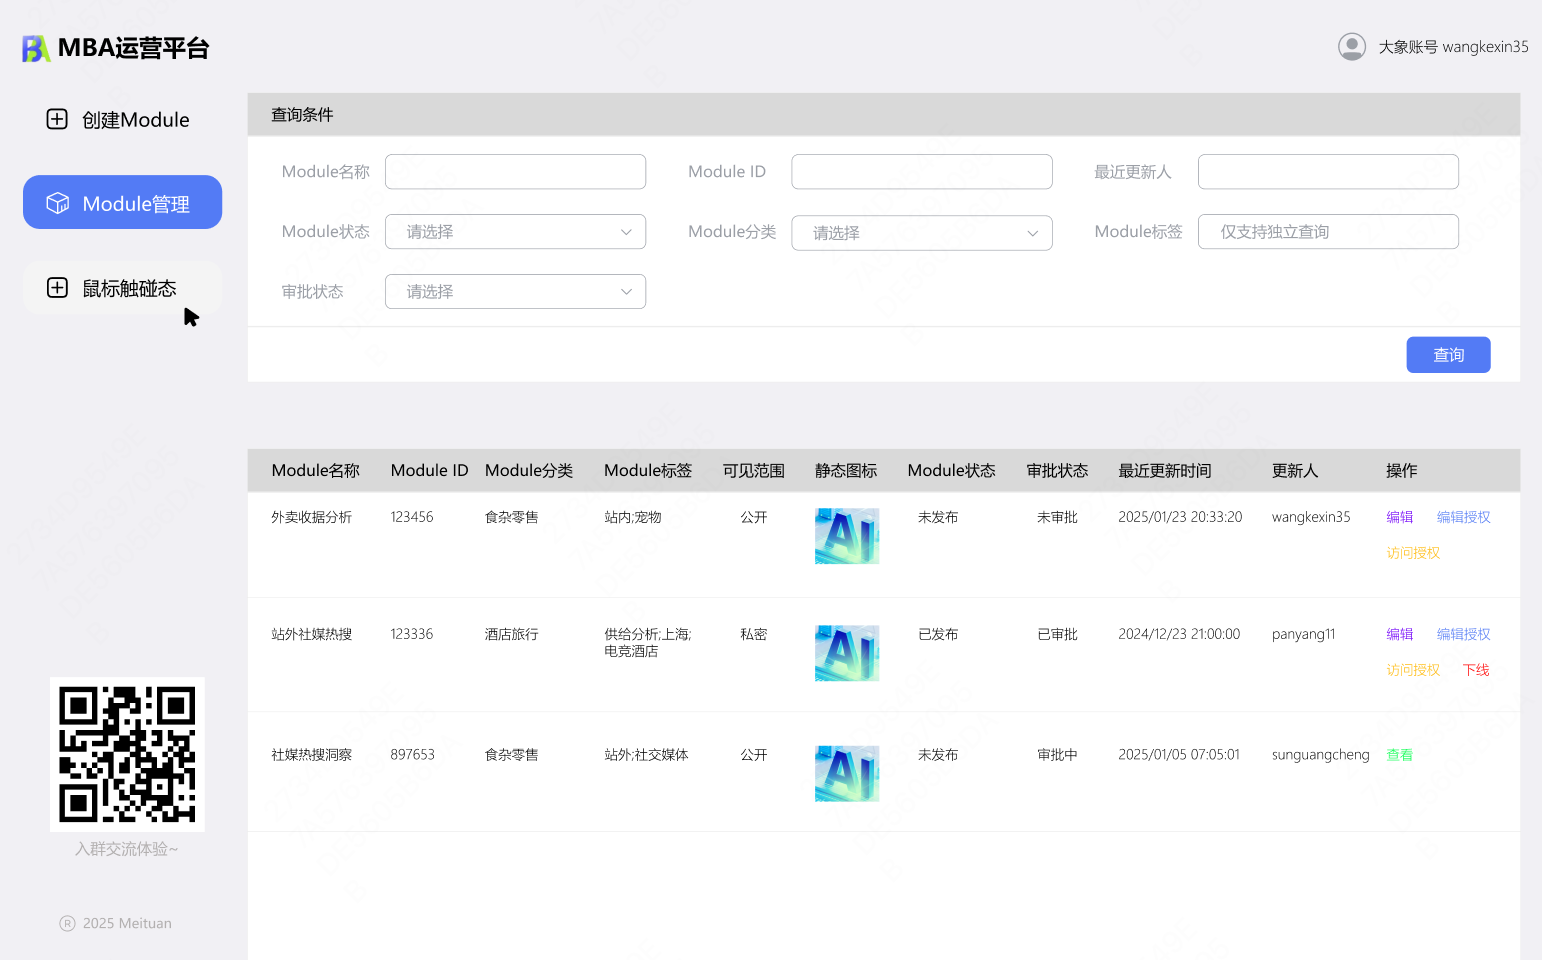 MBA运营平台
大象账号 wangkexin35
创建Module
Module管理
鼠标触碰态
查询条件
Module名称
Module ID
最近更新人
Module状态 请选择
Module分类 请选择
Module标签 仅支持独立查询
审批状态 请选择
查询
Module名称 Module ID Module分类 Module标签 可见范围 静态图标 Module状态 审批状态 最近更新时间 更新人 操作
外卖收据分析 123456 食杂零售 站内;宠物 公开 Ai 未发布 未审批 2025/01/23 20:33:20 wangkexin35 编辑 编辑授权
访问授权
站外社媒热搜 123336 酒店旅行 供给分析;上海; 私密 Ai 已发布 已审批 2024/12/23 21:00:00 panyang11 编辑 编辑授权
电竞酒店
访问授权 下线
社媒热搜洞察 897653 食杂零售 站外;社交媒体 公开 Ai 未发布 审批中 2025/01/05 07:05:01 sunguangcheng 查看
入群交流体验~
® 2025 Meituan